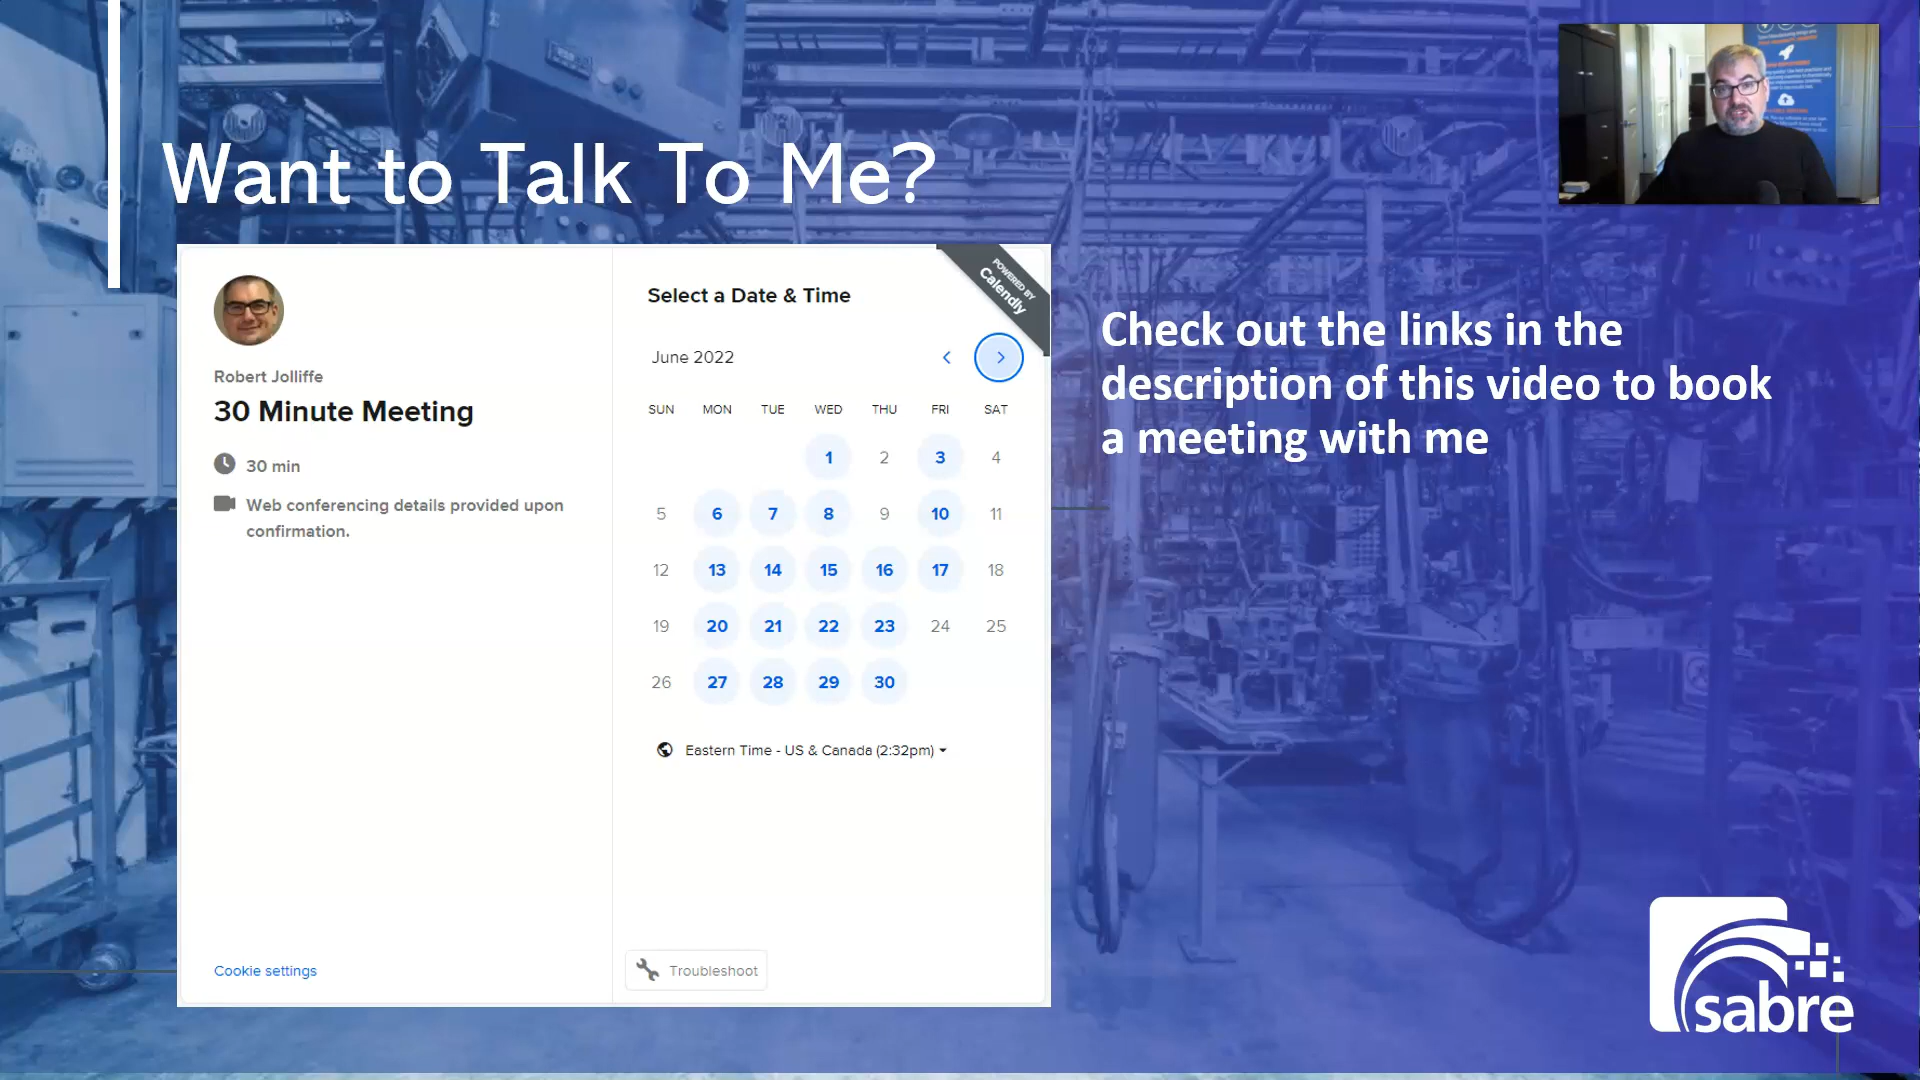 Want to Talk To Me?
POWERED BY
Calendly
Robert Jolliffe
30 Minute Meeting
30 min
Web conferencing details provided upon
confirmation.
Cookie settings
Select a Date & Time
June 2022
SUN MON TUE WED THU FRI SAT
1 2 3 4
5 6 7 8 9 10 11
12 13 14 15 16 17 18
19 20 21 22 23 24 25
26 27 28 29 30
Eastern Time - US & Canada (2:32pm)
Troubleshoot
Check out the links in the
description of this video to book
a meeting with me
sabre